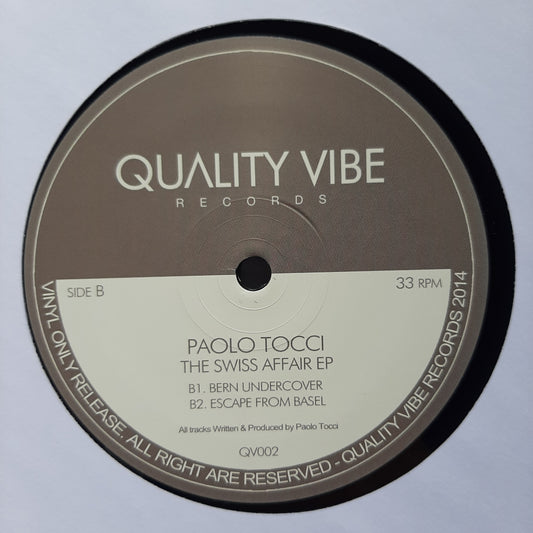 QUALITY VIBE
RECORDS
SIDE B
33 RPM
PAOLO TOCCI
THE SWISS AFFAIR EP
B1. BERN UNDERCOVER
B2. ESCAPE FROM BASEL
All tracks Written & Produced by Paolo Tocci
QV002
VINYL ONLY RELEASE. ALL RIGHT ARE RESERVED - QUALITY VIBE RECORDS 2014